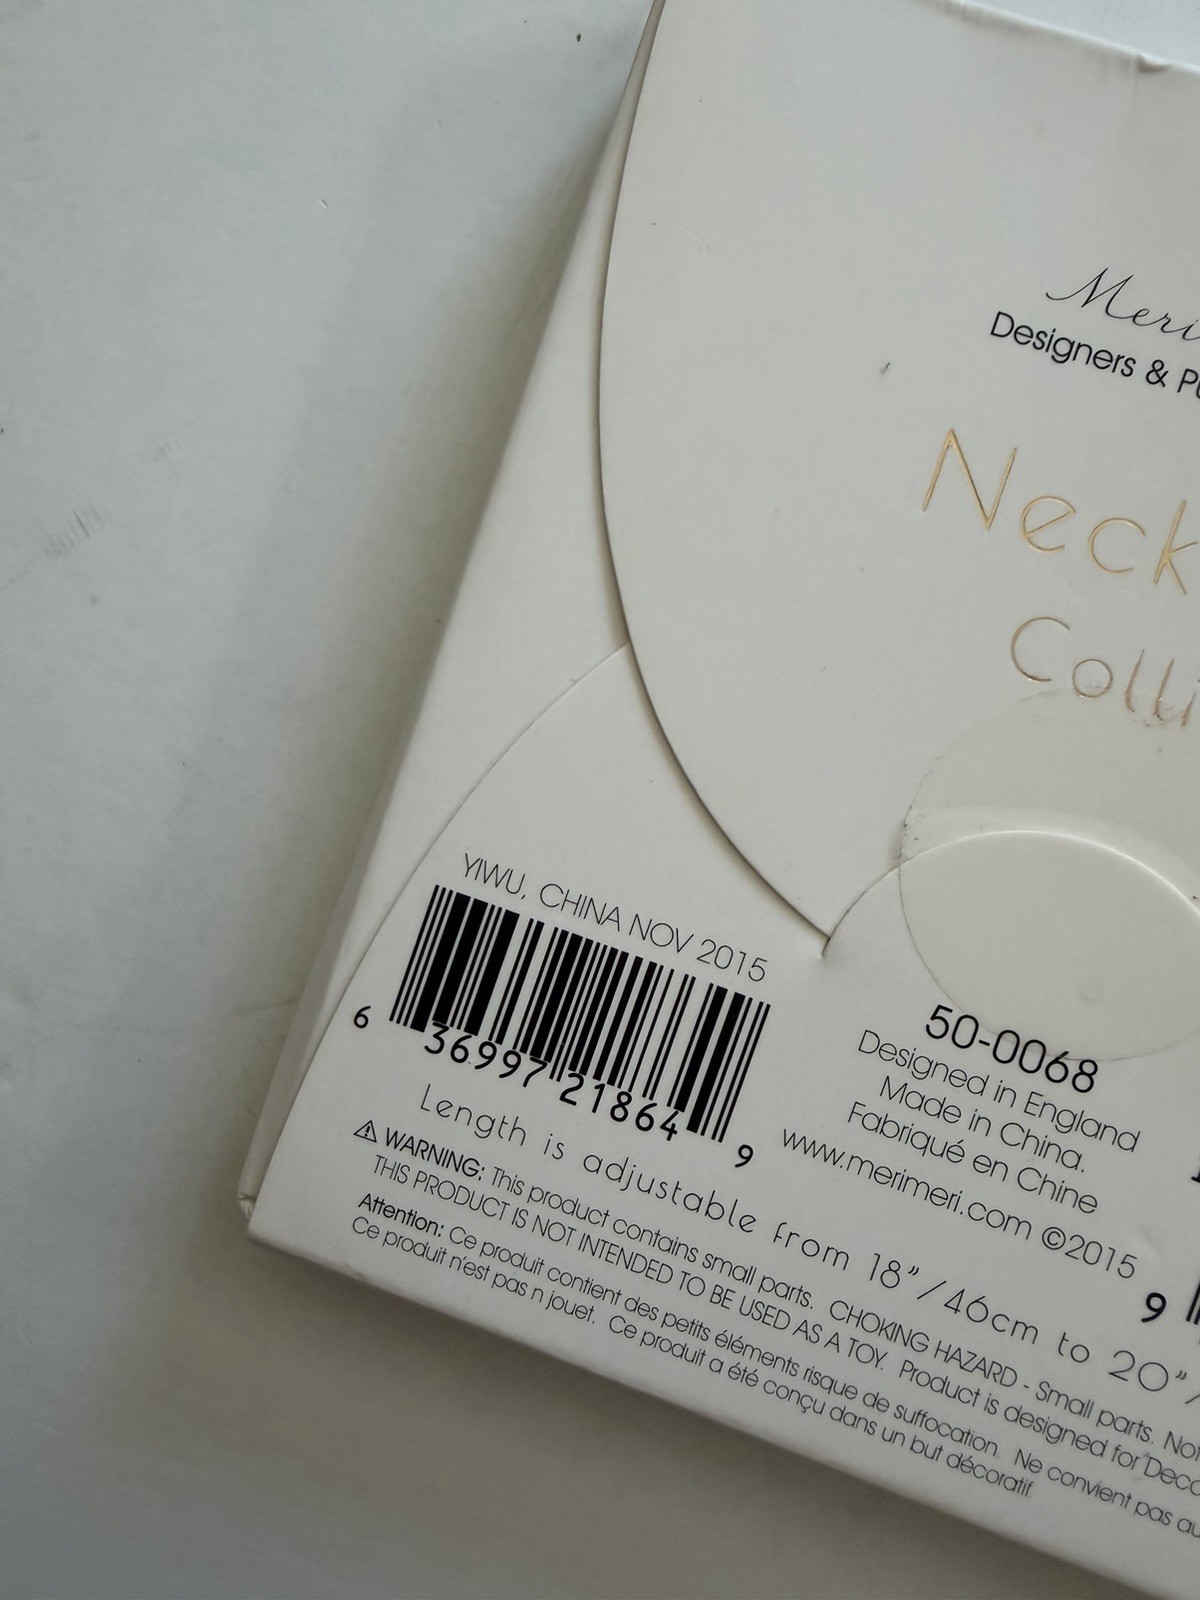 Meri
Designers & Pu
Neck
Colli
YIWU, CHINA NOV 2015
6 36997 21864 9
50-0068
Designed in England
Made in China.
Fabriqué en Chine
www.merimeri.com ©2015
9
Length is adjustable from 18"/46cm to 20"/
⚠ WARNING: This product contains small parts. CHOKING HAZARD - Small parts. Not
THIS PRODUCT IS NOT INTENDED TO BE USED AS A TOY. Product is designed for Deco
Attention: Ce produit contient des petits éléments risque de suffocation. Ne convient pas au
Ce produit n'est pas n jouet. Ce produit a été conçu dans un but décoratif.